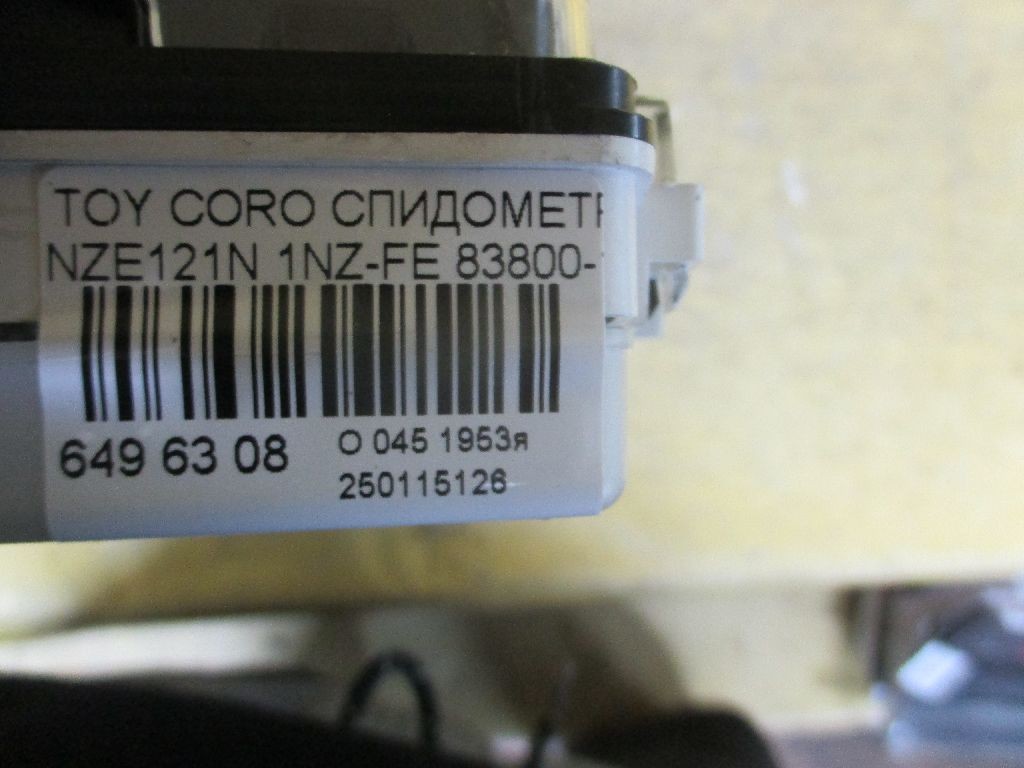 TOY CORO СПИДОМЕТР
NZE121N 1NZ-FE 83800-
649 63 08
О 045 1953я
250115126